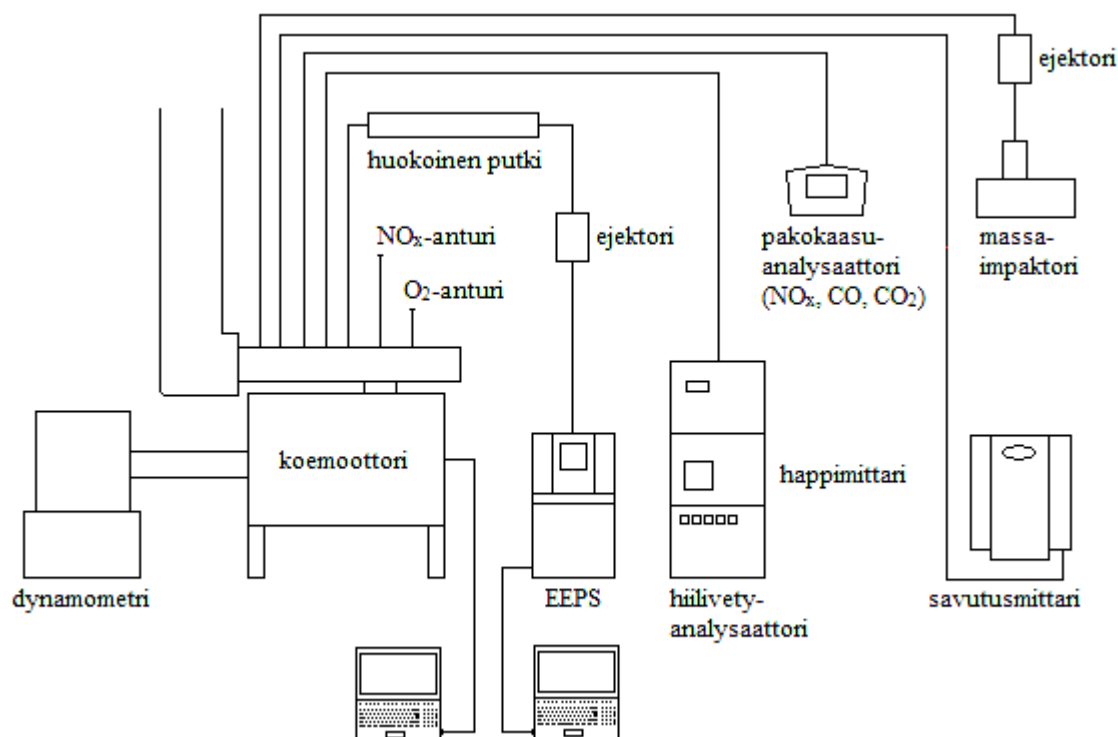 ejektori
huokoinen putki
NOx-anturi
ejektori
O2-anturi
pakokaasu-
analysaattori
(NOx, CO, CO2)
massa-
impaktori
koemoottori
happimittari
dynamometri
EEPS
hiilivety-
analysaattori
savutusmittari